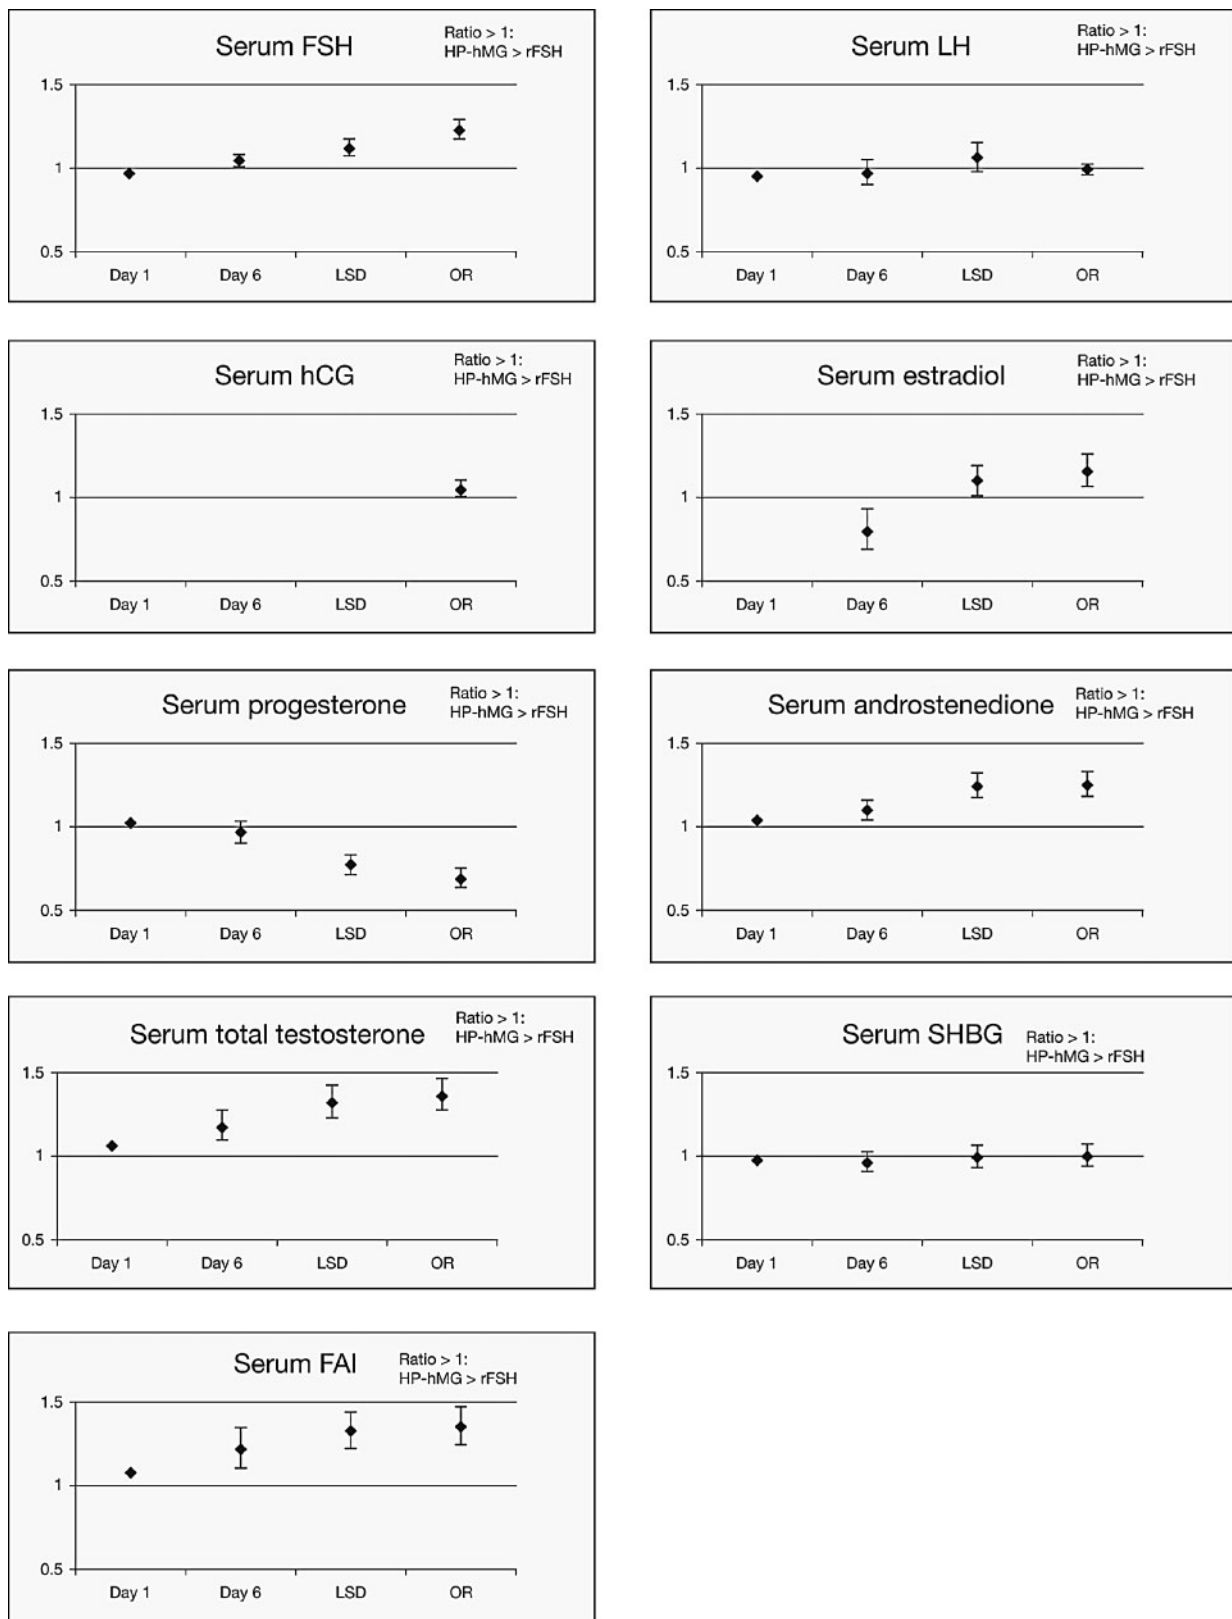 Serum FSH
Ratio > 1:
HP-hMG > rFSH
1.5
1
0.5
Day 1 Day 6 LSD OR
Serum LH
Ratio > 1:
HP-hMG > rFSH
1.5
1
0.5
Day 1 Day 6 LSD OR
Serum hCG
Ratio > 1:
HP-hMG > rFSH
1.5
1
0.5
Day 1 Day 6 LSD OR
Serum estradiol
Ratio > 1:
HP-hMG > rFSH
1.5
1
0.5
Day 1 Day 6 LSD OR
Serum progesterone
Ratio > 1:
HP-hMG > rFSH
1.5
1
0.5
Day 1 Day 6 LSD OR
Serum androstenedione
Ratio > 1:
HP-hMG > rFSH
1.5
1
0.5
Day 1 Day 6 LSD OR
Serum total testosterone
Ratio > 1:
HP-hMG > rFSH
1.5
1
0.5
Day 1 Day 6 LSD OR
Serum SHBG
Ratio > 1:
HP-hMG > rFSH
1.5
1
0.5
Day 1 Day 6 LSD OR
Serum FAI
Ratio > 1:
HP-hMG > rFSH
1.5
1
0.5
Day 1 Day 6 LSD OR